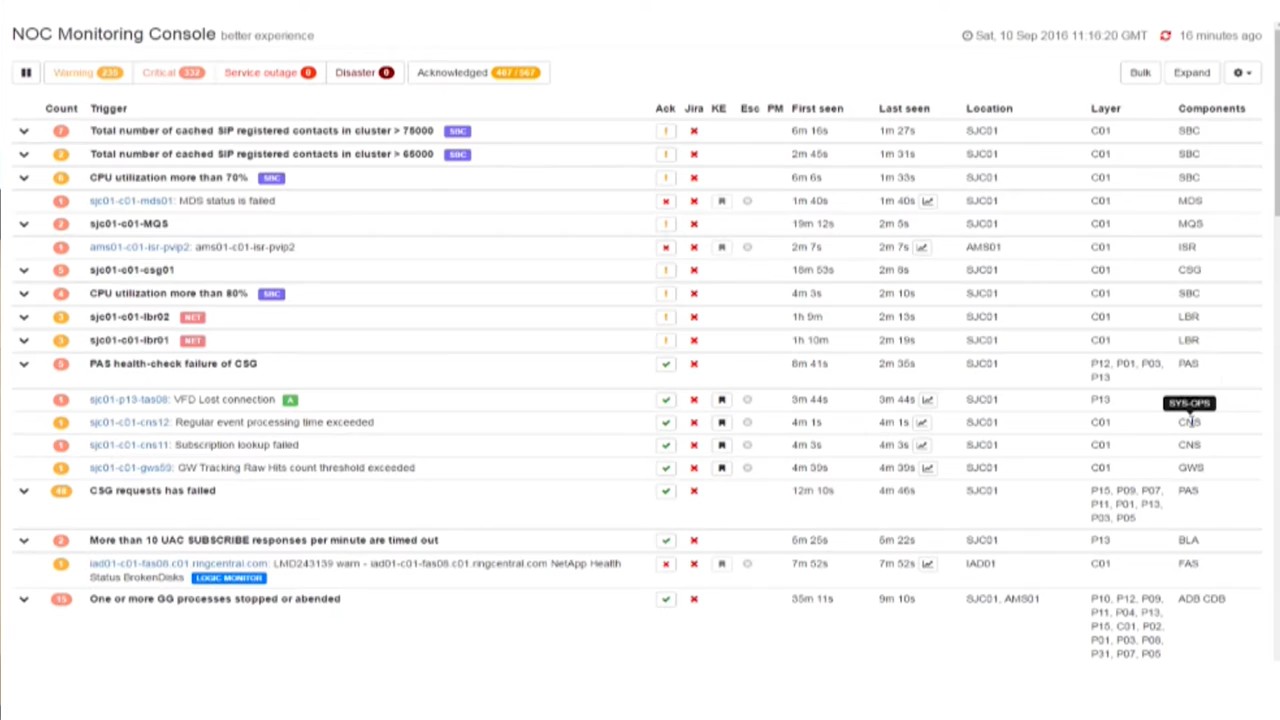 NOC Monitoring Console better experience
Sat, 10 Sep 2016 11:16:20 GMT 16 minutes ago
Warning 235 Critical 332 Service outage 0 Disaster 0 Acknowledged 487 / 567 Bulk Expand
Count Trigger Ack Jira KE Esc PM First seen Last seen Location Layer Components
7 Total number of cached SIP registered contacts in cluster > 75000 SBC 6m 16s 1m 27s SJC01 C01 SBC
2 Total number of cached SIP registered contacts in cluster > 65000 SBC 2m 45s 1m 31s SJC01 C01 SBC
6 CPU utilization more than 70% SBC 6m 6s 1m 33s SJC01 C01 SBC
1 sjc01-c01-mds01: MDS status is failed 1m 40s 1m 40s SJC01 C01 MDS
2 sjc01-c01-MQS 19m 12s 2m 5s SJC01 C01 MQS
1 ams01-c01-isr-pvip2: ams01-c01-isr-pvip2 2m 7s 2m 7s AMS01 C01 ISR
5 sjc01-c01-csg01 2m 8s SJC01 C01 CSG
4 CPU utilization more than 80% SBC 4m 3s 2m 10s SJC01 C01 SBC
3 sjc01-c01-lbr02 NET 1h 9m 2m 13s SJC01 C01 LBR
3 sjc01-c01-lbr01 NET 1h 10m 2m 19s SJC01 C01 LBR
5 PAS health-check failure of CSG 8m 41s 2m 35s SJC01 P12, P01, P03, PAS
P13
1 sjc01-p13-tas08: VFD Lost connection A 3m 44s 3m 44s SJC01 P13
SYS-OPS
1 sjc01-c01-cns12: Regular event processing time exceeded 4m 1s 4m 1s SJC01 C01 CNS
1 sjc01-c01-cns11: Subscription lookup failed 4m 3s 4m 3s SJC01 C01 CNS
1 sjc01-c01-gws59: GW Tracking Raw Hits count threshold exceeded 4m 39s 4m 39s SJC01 C01 GWS
48 CSG requests has failed 12m 10s 4m 46s SJC01 P15, P09, P07, PAS
P11, P01, P13,
P03, P05
2 More than 10 UAC SUBSCRIBE responses per minute are timed out 6m 25s 6m 22s SJC01 P13 BLA
1 iad01-c01-fas08.c01.ringcentral.com: LMD243139 warn - iad01-c01-fas08.c01.ringcentral.com NetApp Health 7m 52s 7m 52s IAD01 C01 FAS
Status BrokenDisks LOGIC MONITOR
15 One or more GG processes stopped or abended 35m 11s 9m 10s SJC01, AMS01 P10, P12, P09, ADB CDB
P11, P04, P13,
P15, C01, P02,
P01, P03, P08,
P31, P07, P05